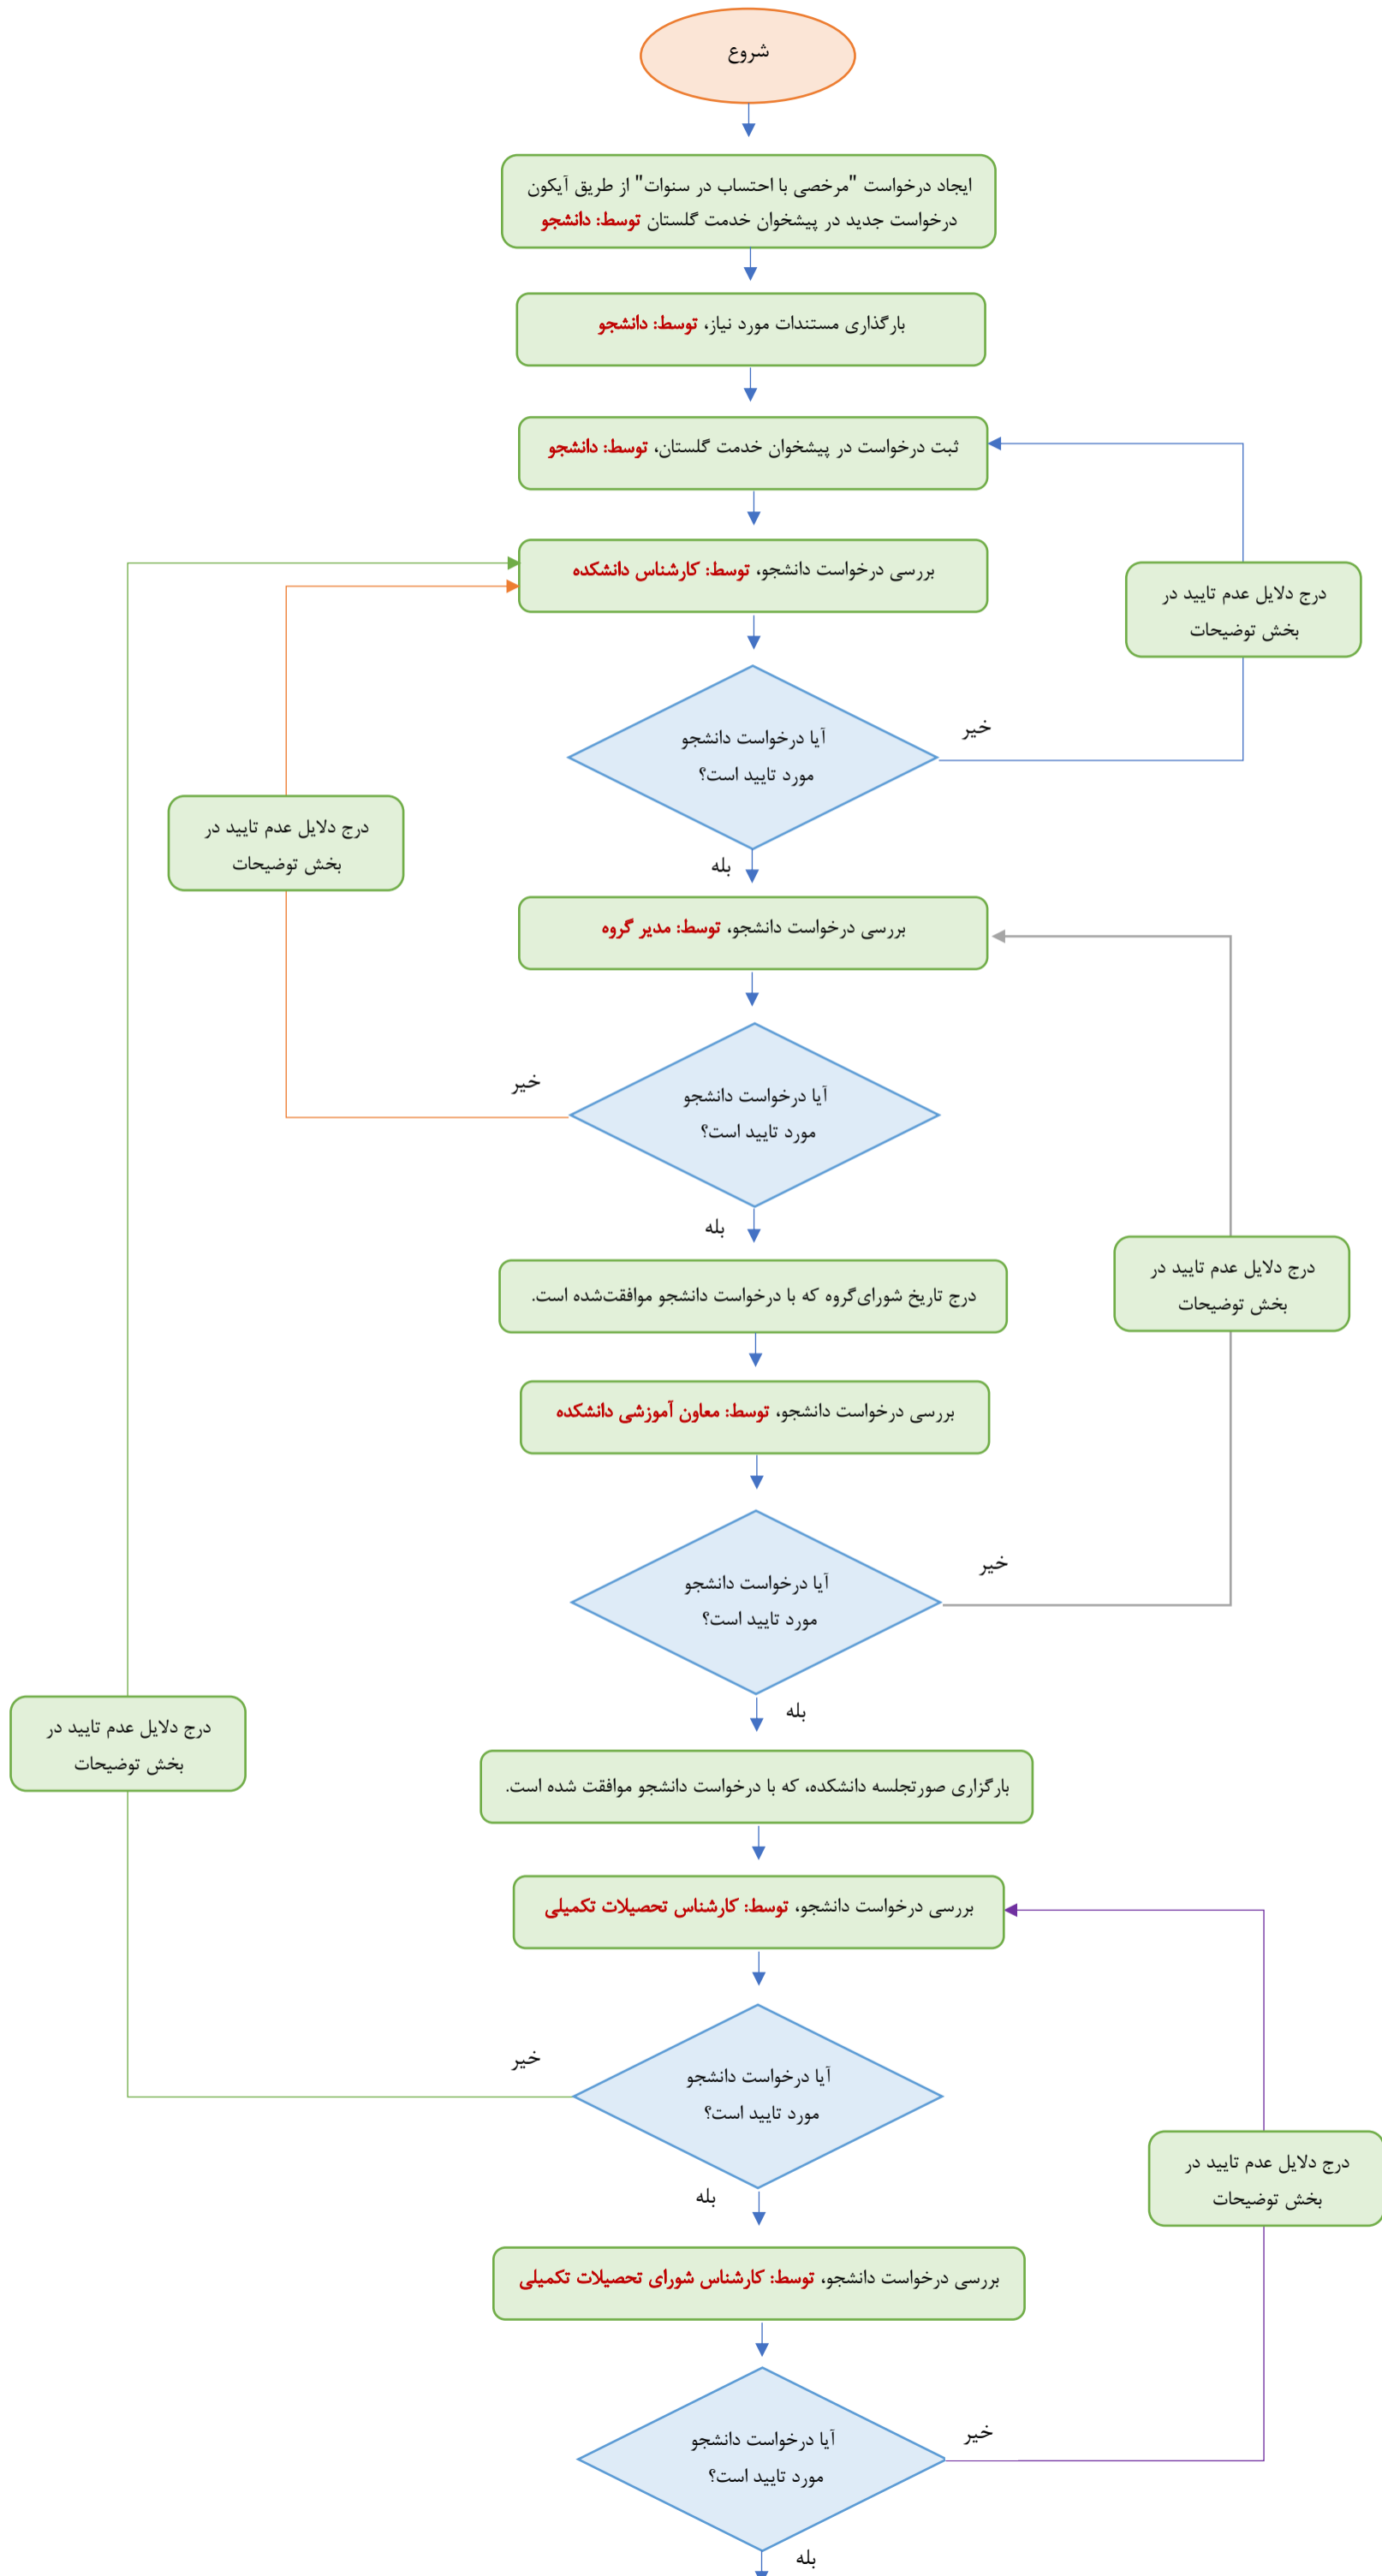 شروع
ایجاد درخواست "مرخصی با احتساب در سنوات" از طریق آیکون
درخواست جدید در پیشخوان خدمت گلستان توسط: دانشجو
بارگذاری مستندات مورد نیاز، توسط: دانشجو
ثبت درخواست در پیشخوان خدمت گلستان، توسط: دانشجو
بررسی درخواست دانشجو، توسط: کارشناس دانشکده
درج دلایل عدم تایید در
بخش توضیحات
آیا درخواست دانشجو
مورد تایید است؟
خیر
بله
درج دلایل عدم تایید در
بخش توضیحات
بررسی درخواست دانشجو، توسط: مدیر گروه
آیا درخواست دانشجو
مورد تایید است؟
خیر
بله
درج تاریخ شورای‌گروه که با درخواست دانشجو موافقت‌شده است.
درج دلایل عدم تایید در
بخش توضیحات
بررسی درخواست دانشجو، توسط: معاون آموزشی دانشکده
آیا درخواست دانشجو
مورد تایید است؟
خیر
بله
درج دلایل عدم تایید در
بخش توضیحات
بارگزاری صورتجلسه دانشکده، که با درخواست دانشجو موافقت شده است.
بررسی درخواست دانشجو، توسط: کارشناس تحصیلات تکمیلی
آیا درخواست دانشجو
مورد تایید است؟
خیر
بله
درج دلایل عدم تایید در
بخش توضیحات
بررسی درخواست دانشجو، توسط: کارشناس شورای تحصیلات تکمیلی
آیا درخواست دانشجو
مورد تایید است؟
خیر
بله